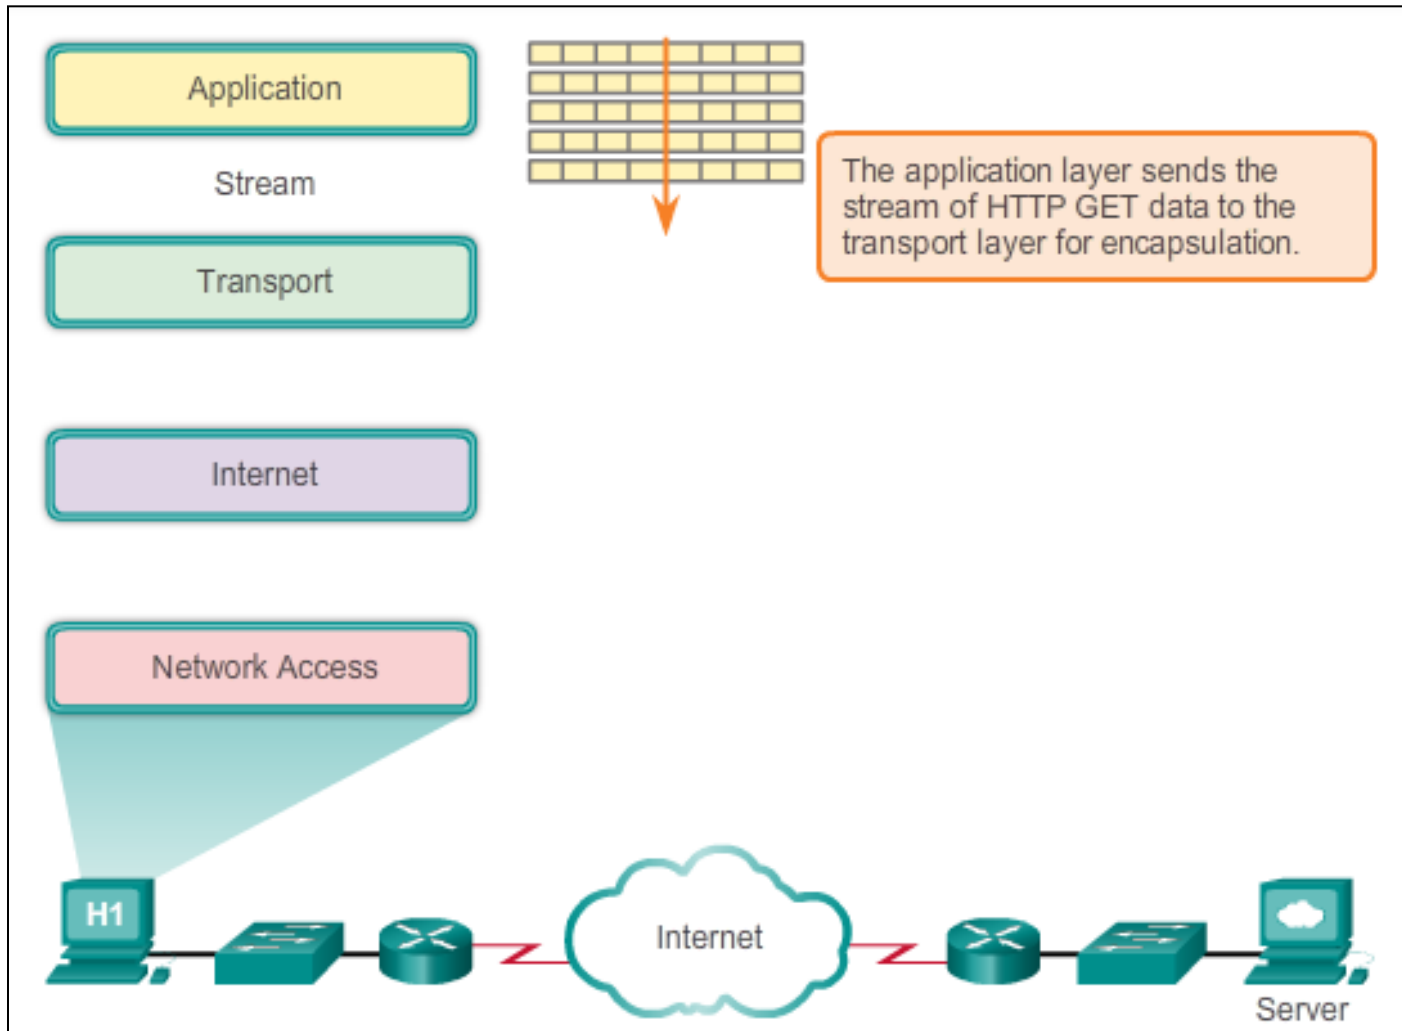 Application
Stream
The application layer sends the
stream of HTTP GET data to the
transport layer for encapsulation.
Transport
Internet
Network Access
H1
Internet
Server